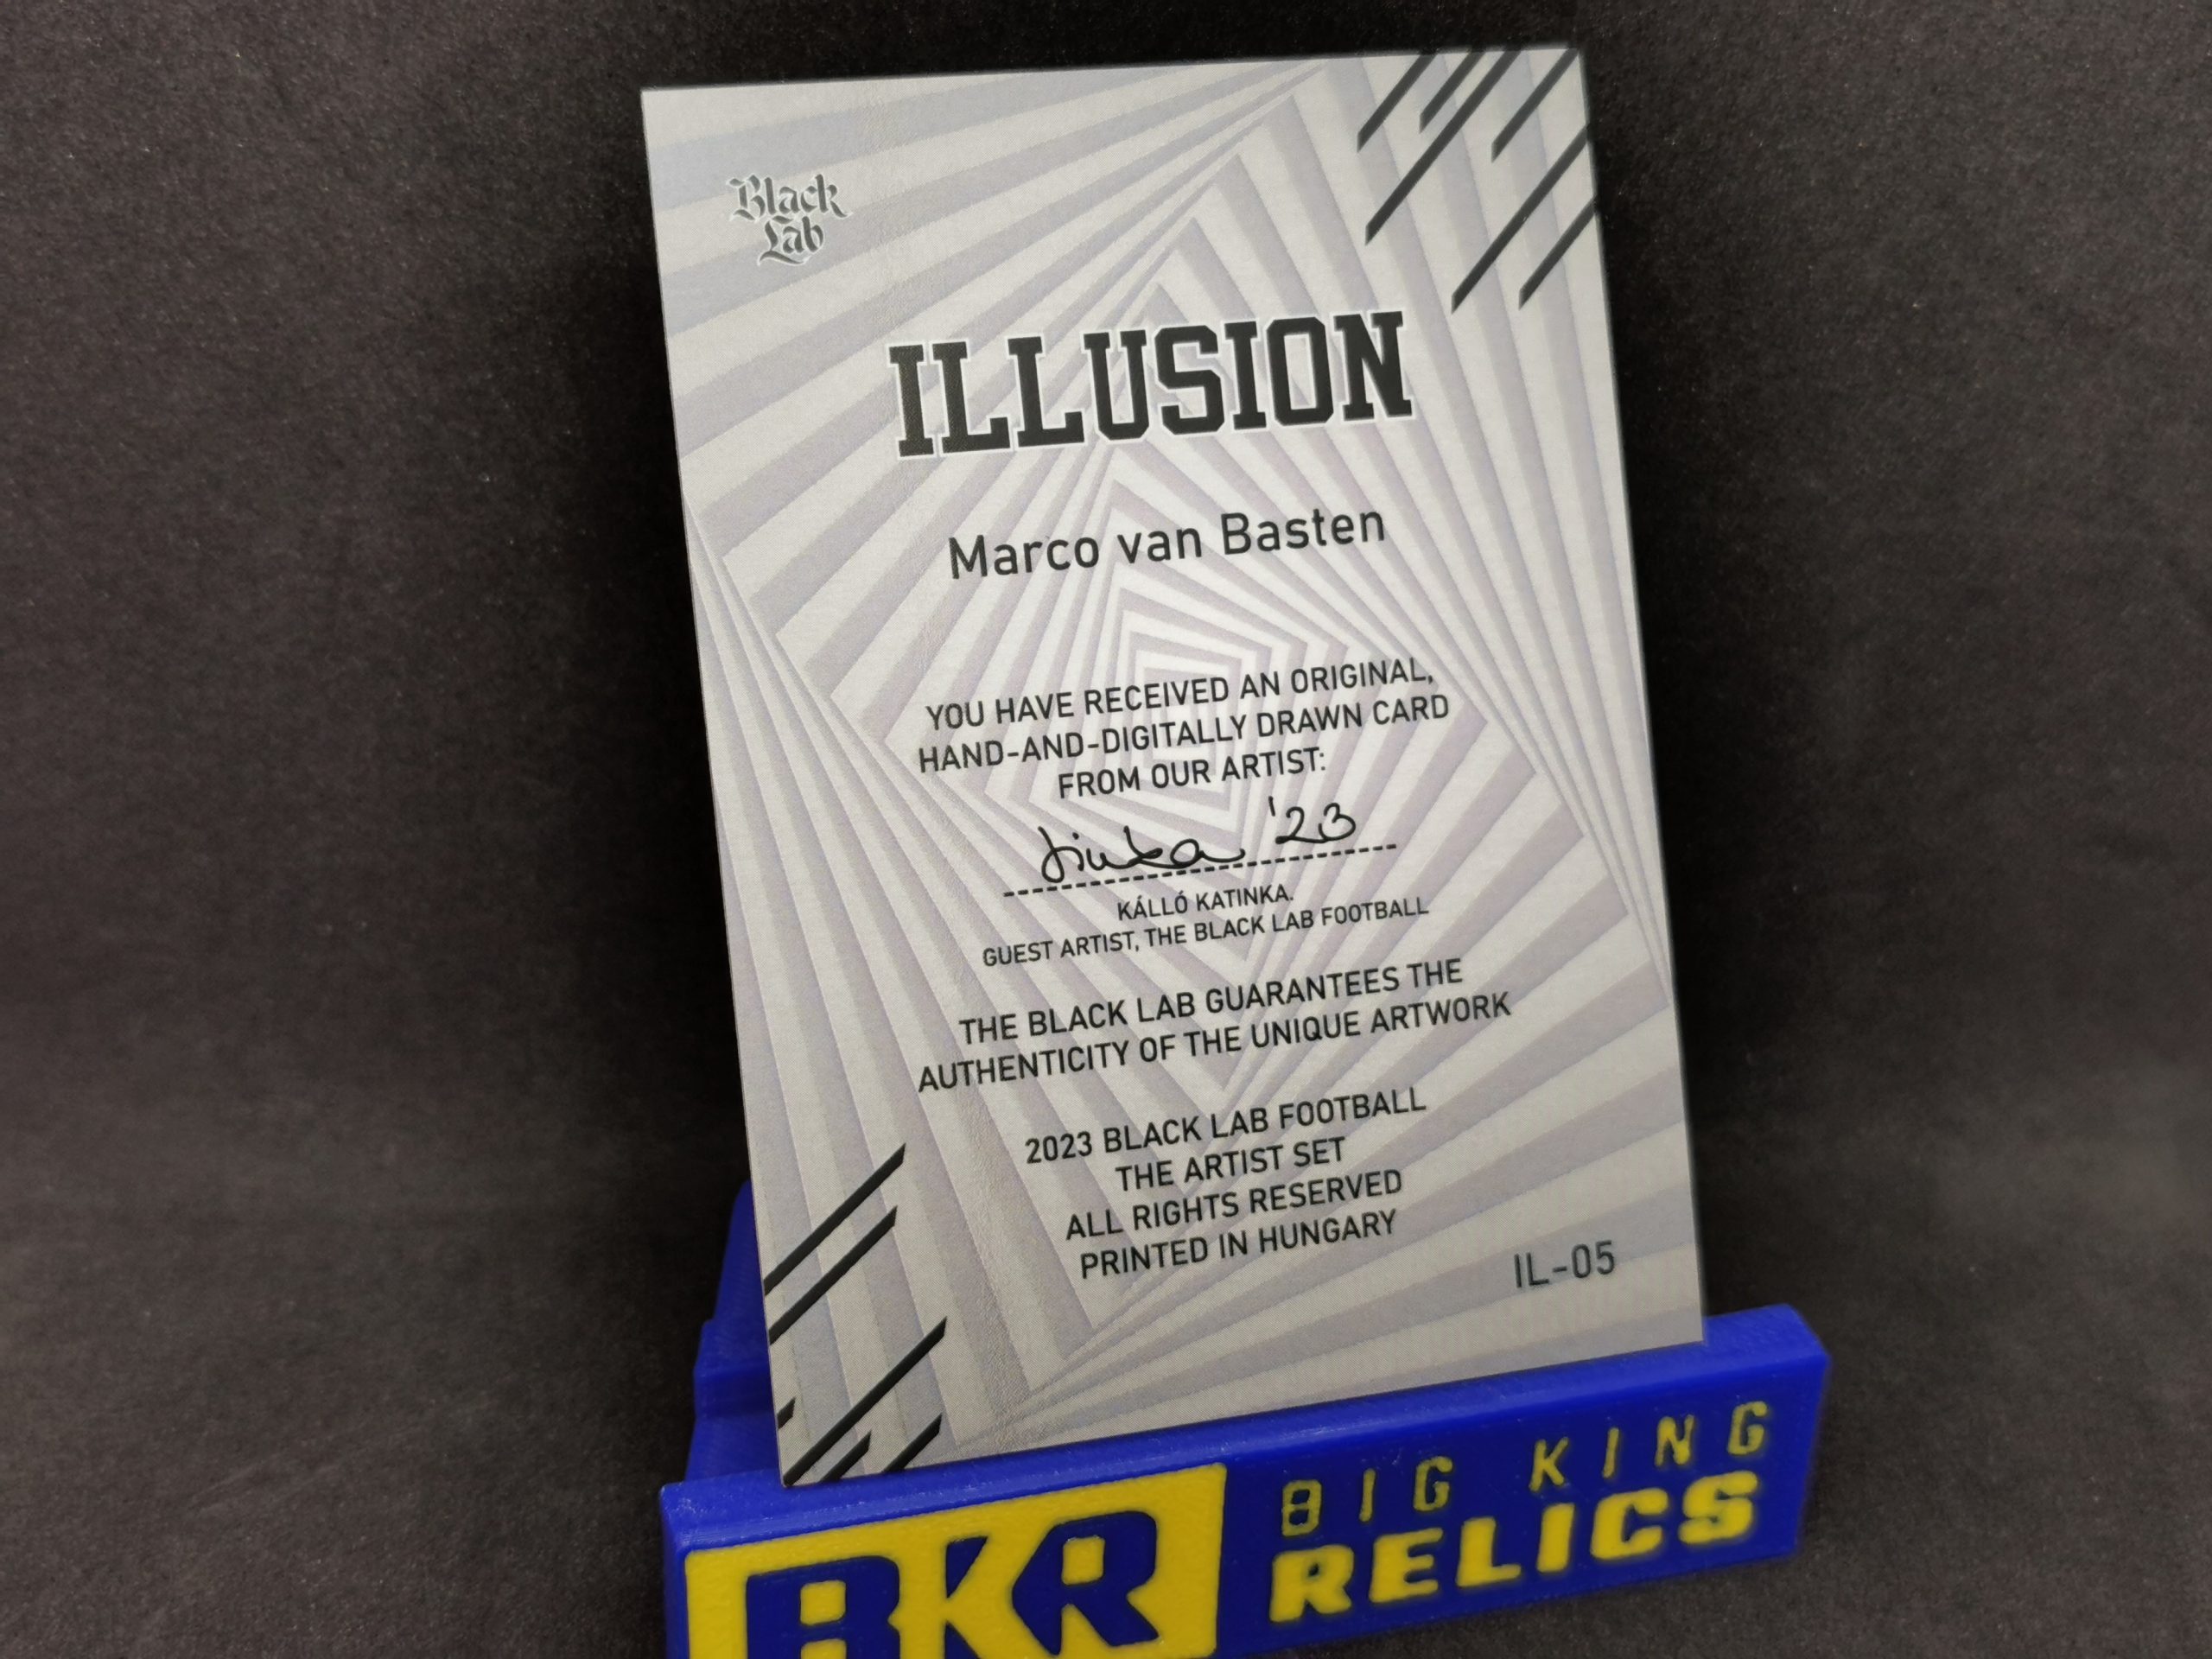 Black
Lab
ILLUSION
Marco van Basten
YOU HAVE RECEIVED AN ORIGINAL,
HAND-AND-DIGITALLY DRAWN CARD
FROM OUR ARTIST:
tinka '23
KÁLLÓ KATINKA.
GUEST ARTIST, THE BLACK LAB FOOTBALL
THE BLACK LAB GUARANTEES THE
AUTHENTICITY OF THE UNIQUE ARTWORK
2023 BLACK LAB FOOTBALL
THE ARTIST SET
ALL RIGHTS RESERVED
PRINTED IN HUNGARY
IL-05
BKR
BIG KING
RELICS